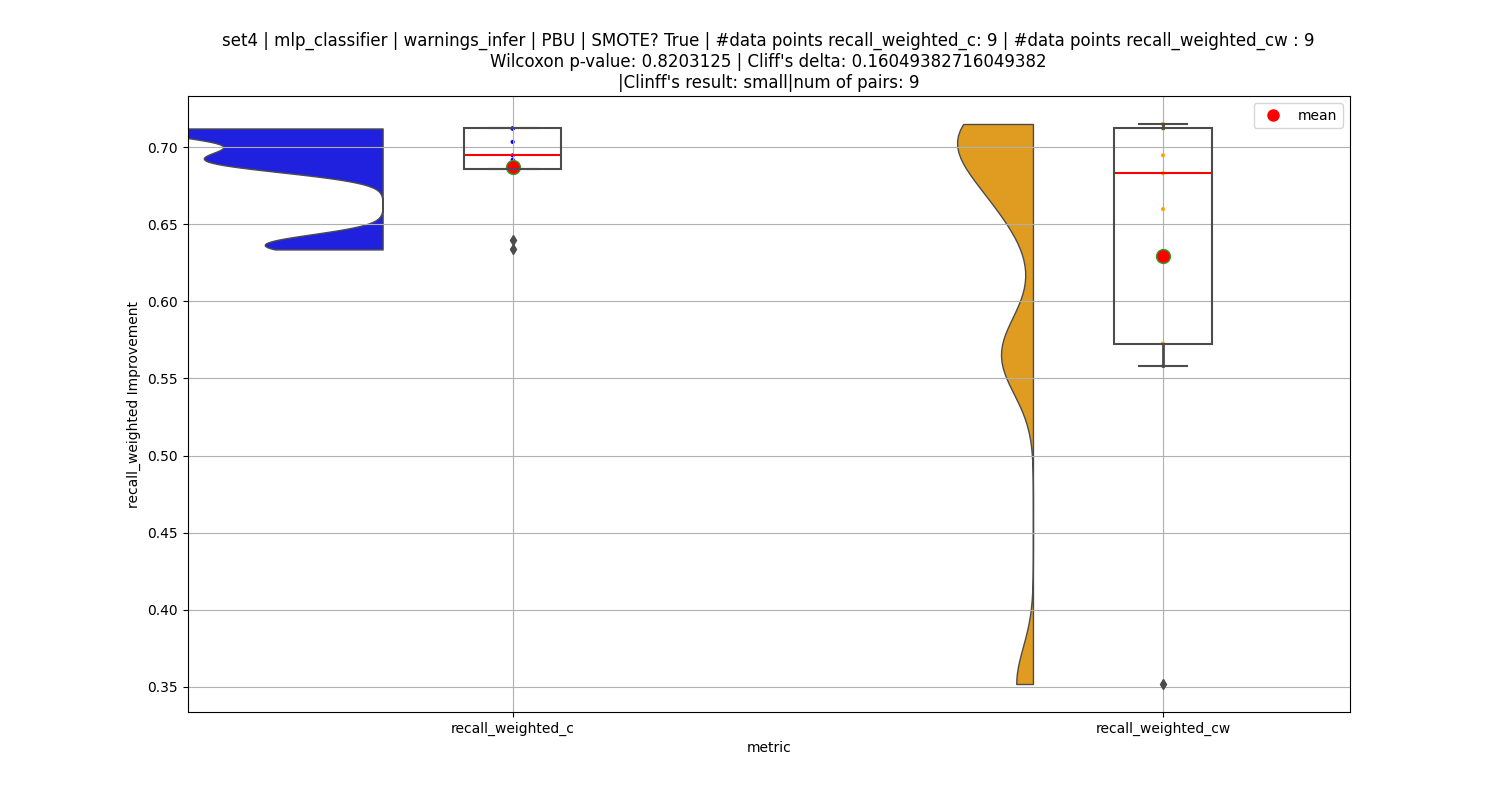 set4 | mlp_classifier | warnings_infer | PBU | SMOTE? True | #data points recall_weighted_c: 9 | #data points recall_weighted_cw : 9
Wilcoxon p-value: 0.8203125 | Cliff's delta: 0.16049382716049382
|Clinff's result: small|num of pairs: 9
mean
recall_weighted Improvement
0.70
0.65
0.60
0.55
0.50
0.45
0.40
0.35
recall_weighted_c
recall_weighted_cw
metric